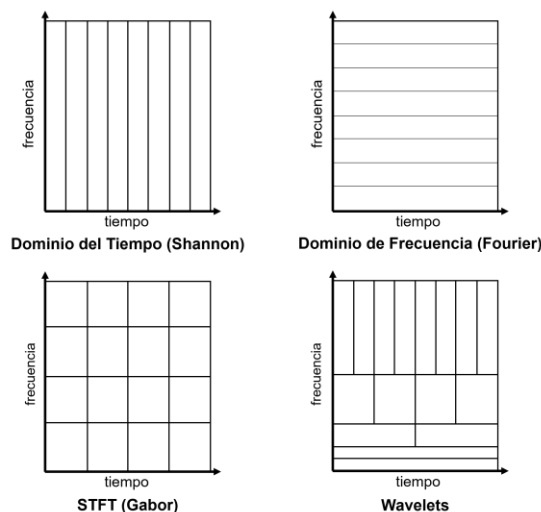 frecuencia
tiempo
Dominio del Tiempo (Shannon)
frecuencia
tiempo
Dominio de Frecuencia (Fourier)
frecuencia
tiempo
STFT (Gabor)
frecuencia
tiempo
Wavelets